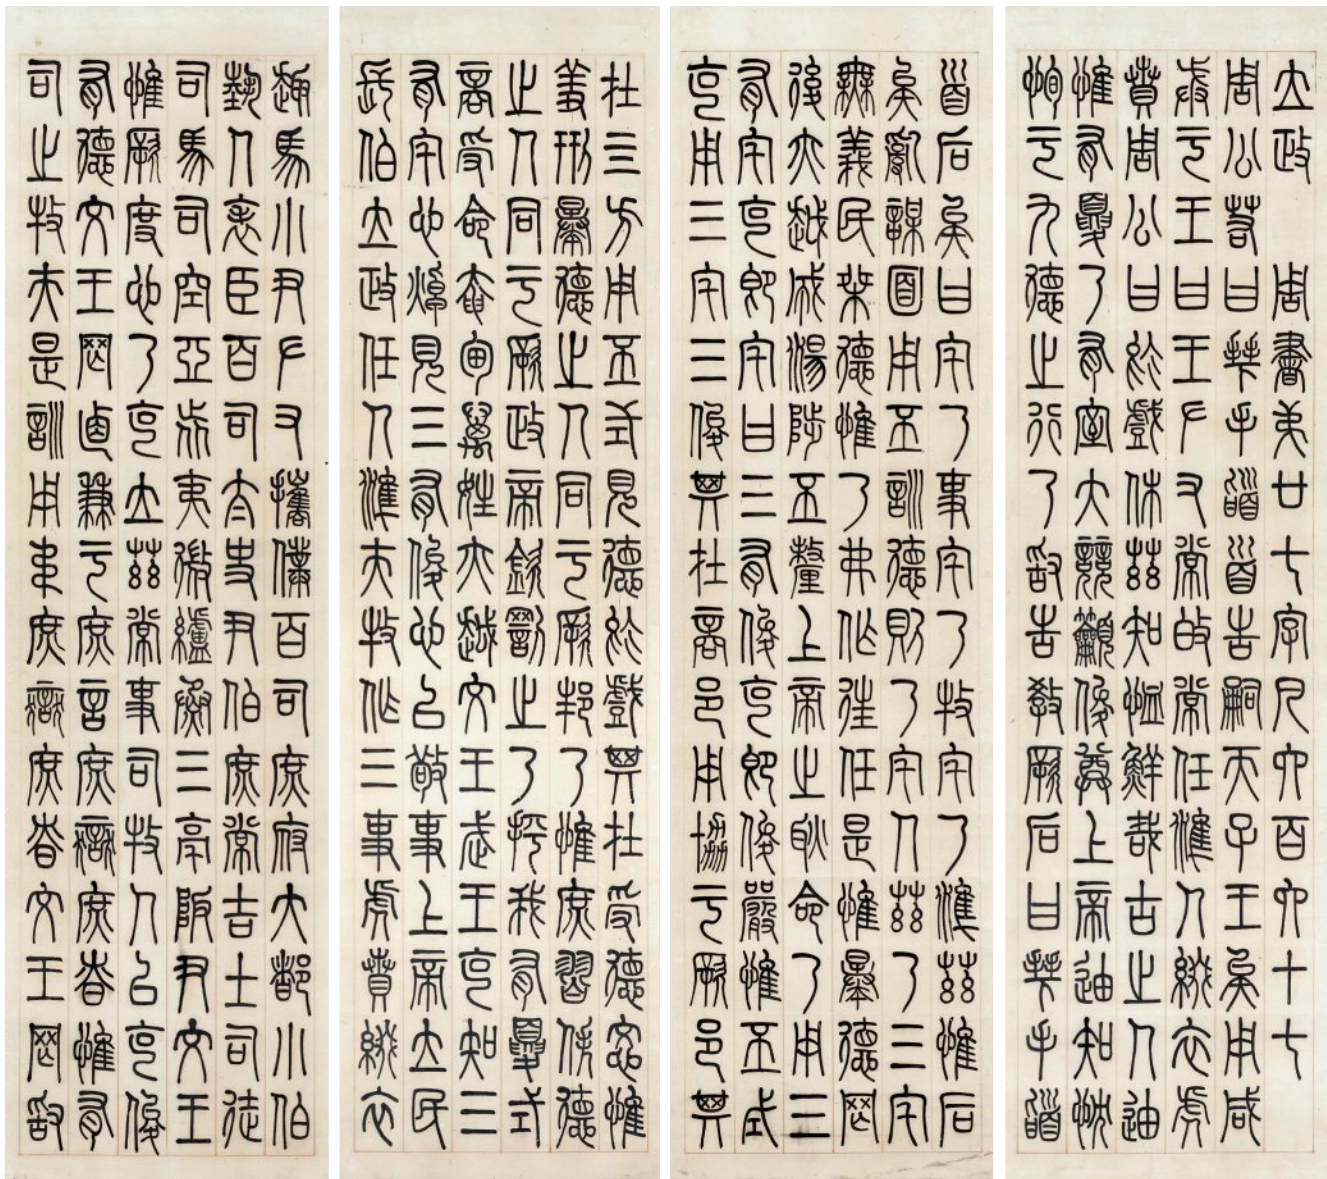 立政　周書弟廿七字凡六百六十七
周公若曰拜手䭫首告嗣天子王矣用咸
戒于王曰王左右常敀常任準人綴衣虎
賁周公曰於戲休茲知恤鮮哉古之人迪
惟有夏乃有室大競籲俊尊上帝迪知忱
恂于九德之行乃敢告教厥后曰拜手䭫
首后矣曰宅乃事宅乃牧宅乃準茲惟后
矣亂謀面用丕訓德則乃宅人茲乃三宅
無義民桀德惟乃弗作往任是惟暴德罔
後亦越成湯陟丕釐上帝之耿命乃用三
有宅克即宅曰三有俊克即俊嚴惟丕式
克用三宅三俊其在商邑用協于厥邑其
在四方用丕式見德於戲其在受德忞惟
羞刑暴德之人同于厥邦乃惟庶習佚德
之人同于厥政帝欽罰之乃抨我有夏式
商受命奄甸萬姓亦越文王武王克知三
有宅心焯見三有俊心以敬事上帝立民
長伯立政任人準夫牧作三事虎賁綴衣
趣馬小尹左右攜僕百司庶府大都小伯
藝人表臣百司太史尹伯庶常吉士司徒
司馬司空亞旅夷微纑烝三亳阪尹文王
惟厥度心乃克立茲常事司牧人以克俊
有德文王罔卣兼于庶言庶獄庶慎惟有
司之牧夫是訓用韋庶獄庶慎文王罔敢